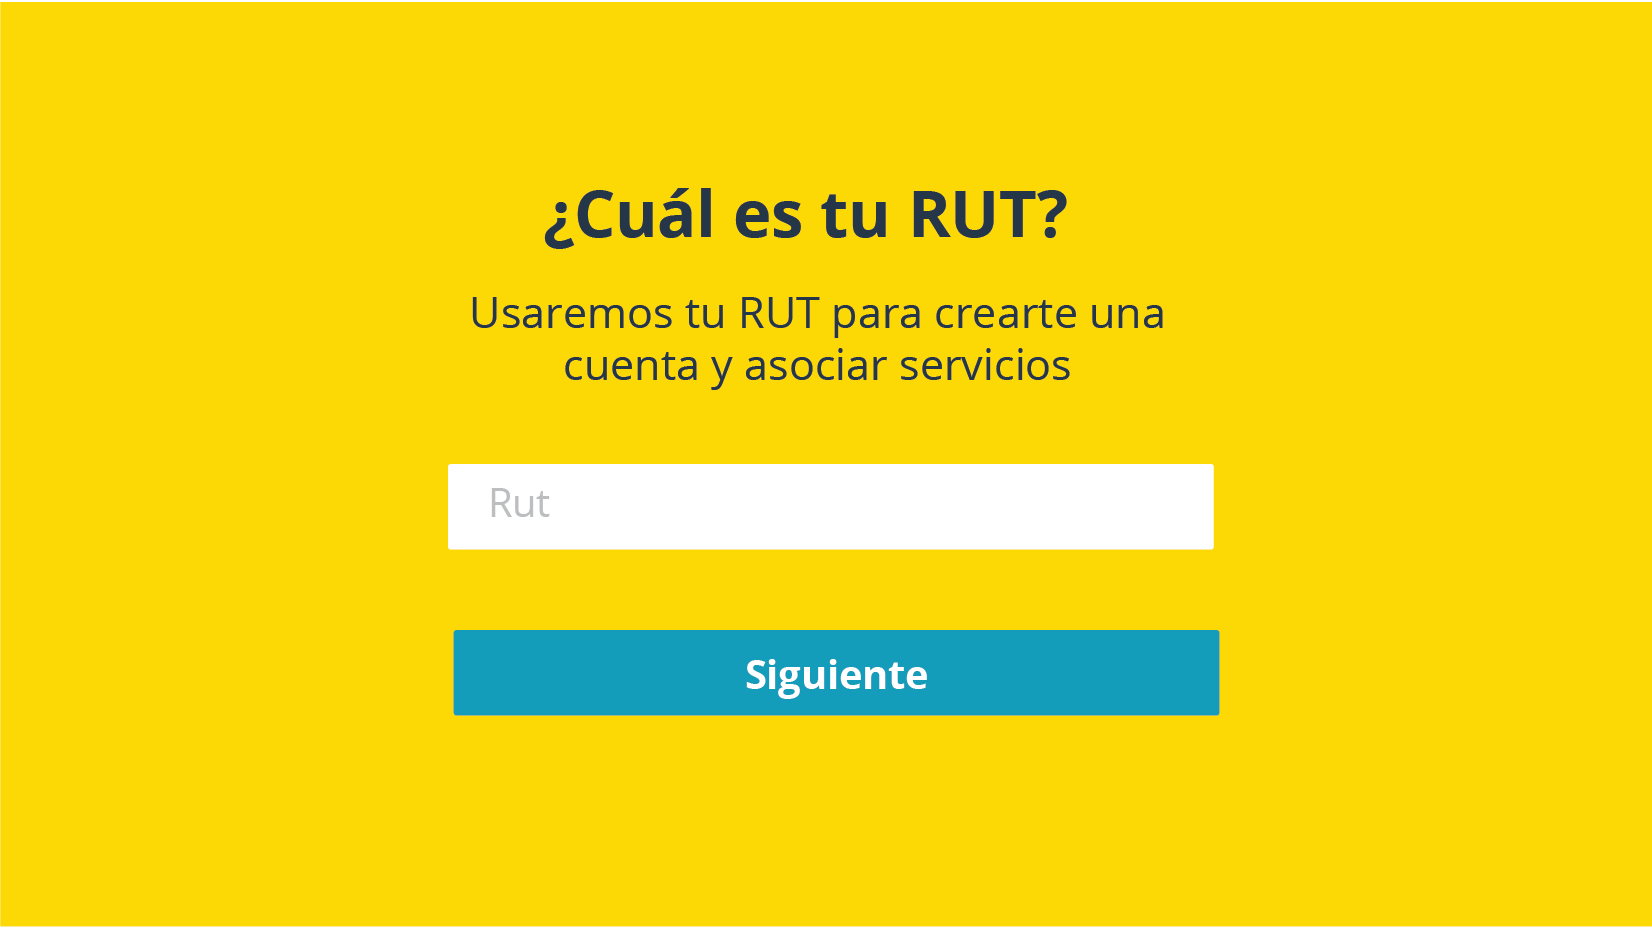 ¿Cuál es tu RUT?
Usaremos tu RUT para crearte una
cuenta y asociar servicios
Rut
Siguiente